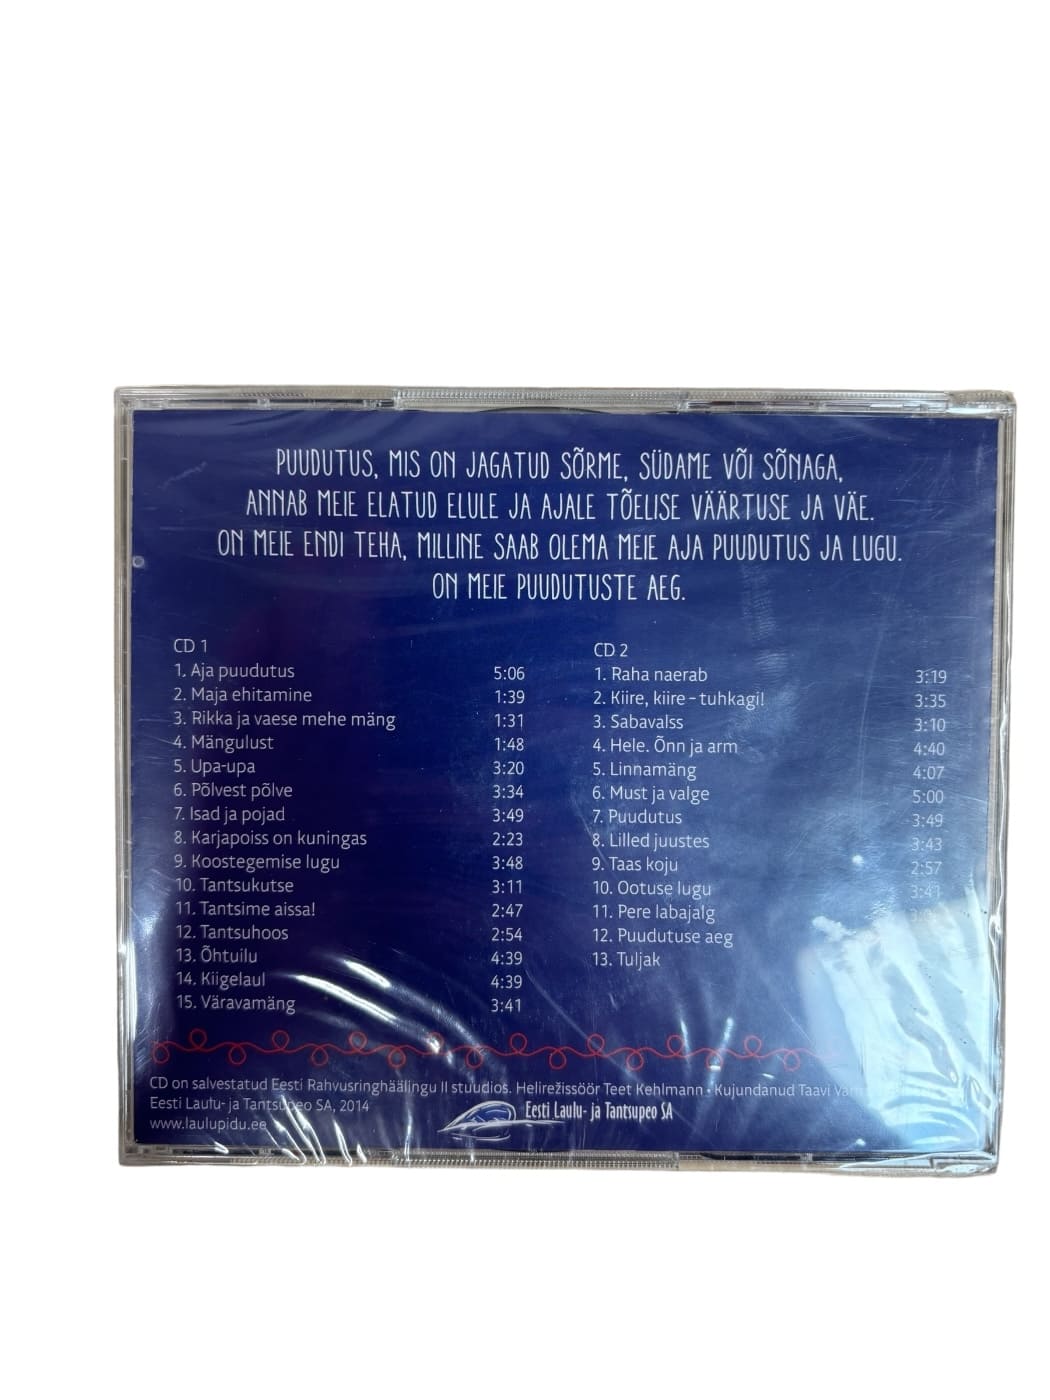 PUUDUTUS, MIS ON JAGATUD SÕRME, SÜDAME VÕI SÕNAGA,
ANNAB MEIE ELATUD ELULE JA AJALE TÕELISE VÄÄRTUSE JA VÄE.
ON MEIE ENDI TEHA, MILLINE SAAB OLEMA MEIE AJA PUUDUTUS JA LUGU.
ON MEIE PUUDUTUSTE AEG.
CD 1
1. Aja puudutus 5:06
2. Maja ehitamine 1:39
3. Rikka ja vaese mehe mäng 1:31
4. Mängulust 1:48
5. Upa-upa 3:20
6. Põlvest põlve 3:34
7. Isad ja pojad 3:49
8. Karjapoiss on kuningas 2:23
9. Koostegemise lugu 3:48
10. Tantsukutse 3:11
11. Tantsime aissa! 2:47
12. Tantsuhoos 2:54
13. Õhtuilu 4:39
14. Kiigelaul 4:39
15. Väravamäng 3:41
CD 2
1. Raha naerab 3:19
2. Kiire, kiire – tuhkagi! 3:35
3. Sabavalss 3:10
4. Hele. Õnn ja arm 4:40
5. Linnamäng 4:07
6. Must ja valge 5:00
7. Puudutus 3:49
8. Lilled juustes 3:43
9. Taas koju 2:57
10. Ootuse lugu 3:41
11. Pere labajalg
12. Puudutuse aeg
13. Tuljak
CD on salvestatud Eesti Rahvusringhäälingu II stuudios. Helirežissöör Teet Kehlmann • Kujundanud Taavi
Eesti Laulu- ja Tantsupeo SA, 2014
www.laulupidu.ee
Eesti Laulu- ja Tantsupeo SA